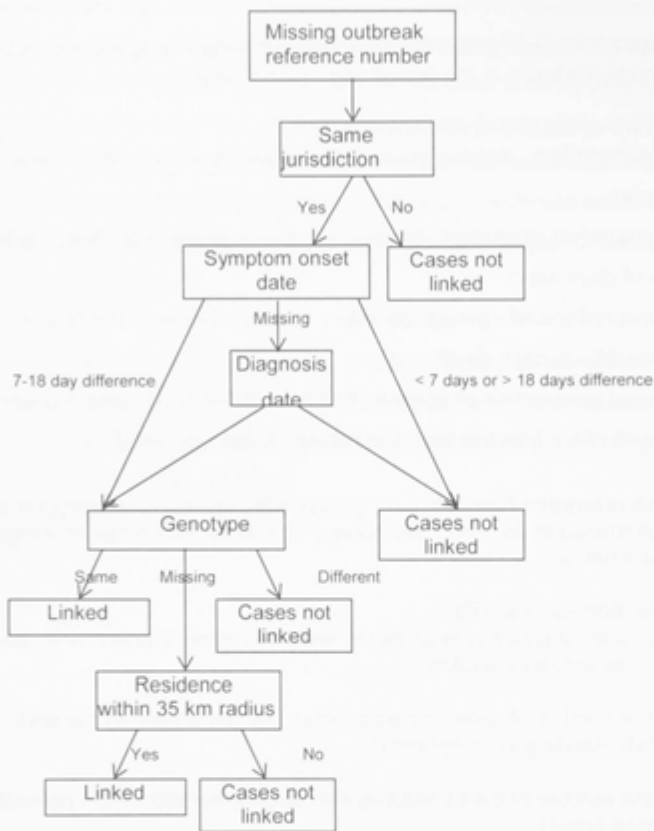 Missing outbreak
reference number
Same
jurisdiction
Yes
No
Symptom onset
date
Cases not
linked
Missing
7-18 day difference
Diagnosis
date
< 7 days or > 18 days difference
Genotype
Cases not
linked
Same
Missing
Different
Linked
Cases not
linked
Residence
within 35 km radius
Yes
No
Linked
Cases not
linked